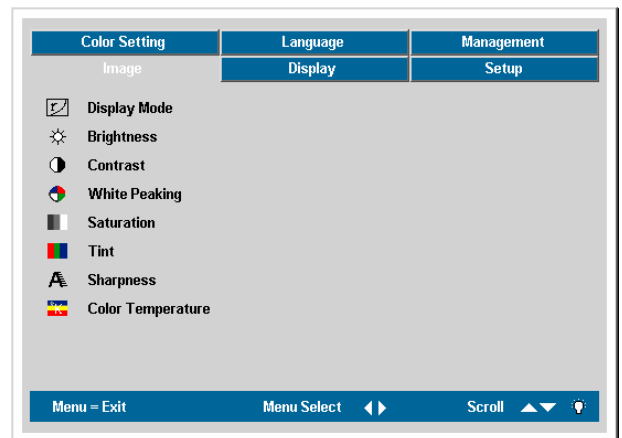 Color Setting Language Management
Image Display Setup
Display Mode
Brightness
Contrast
White Peaking
Saturation
Tint
Sharpness
Color Temperature
Menu = Exit Menu Select Scroll